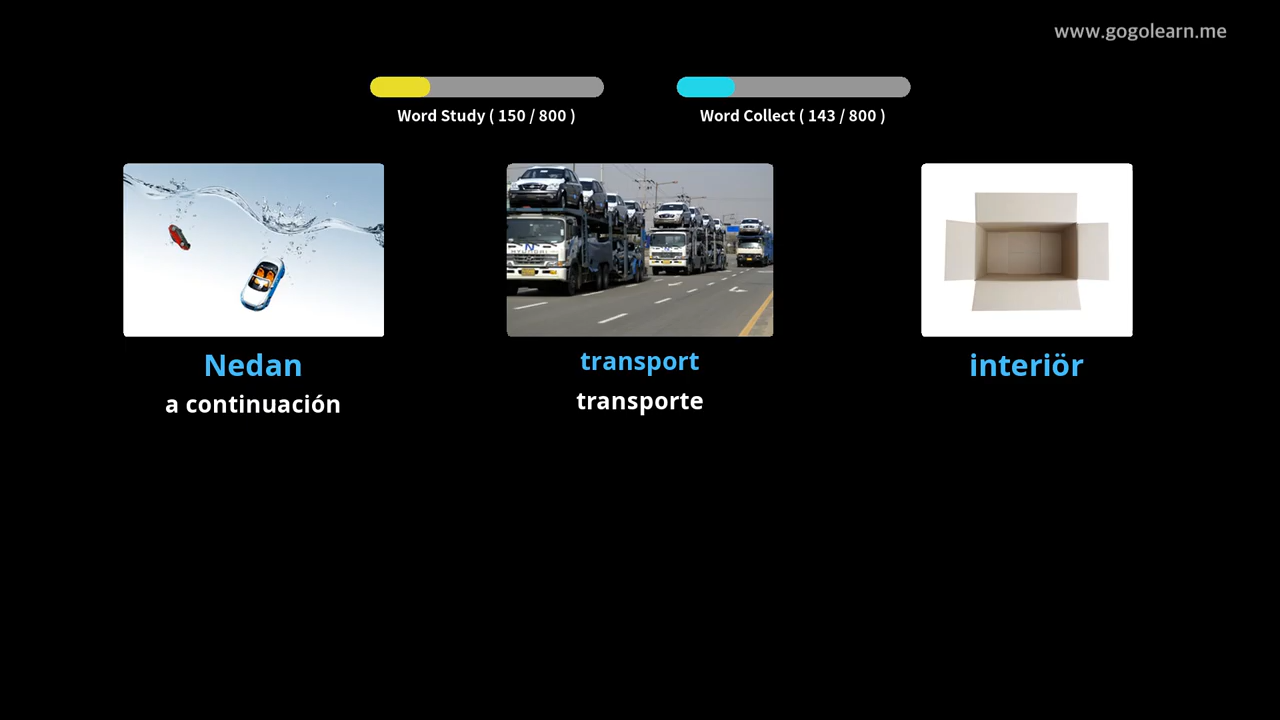 www.gogolearn.me
Word Study ( 150 / 800 )
Word Collect ( 143 / 800 )
Nedan
a continuación
transport
transporte
interiör